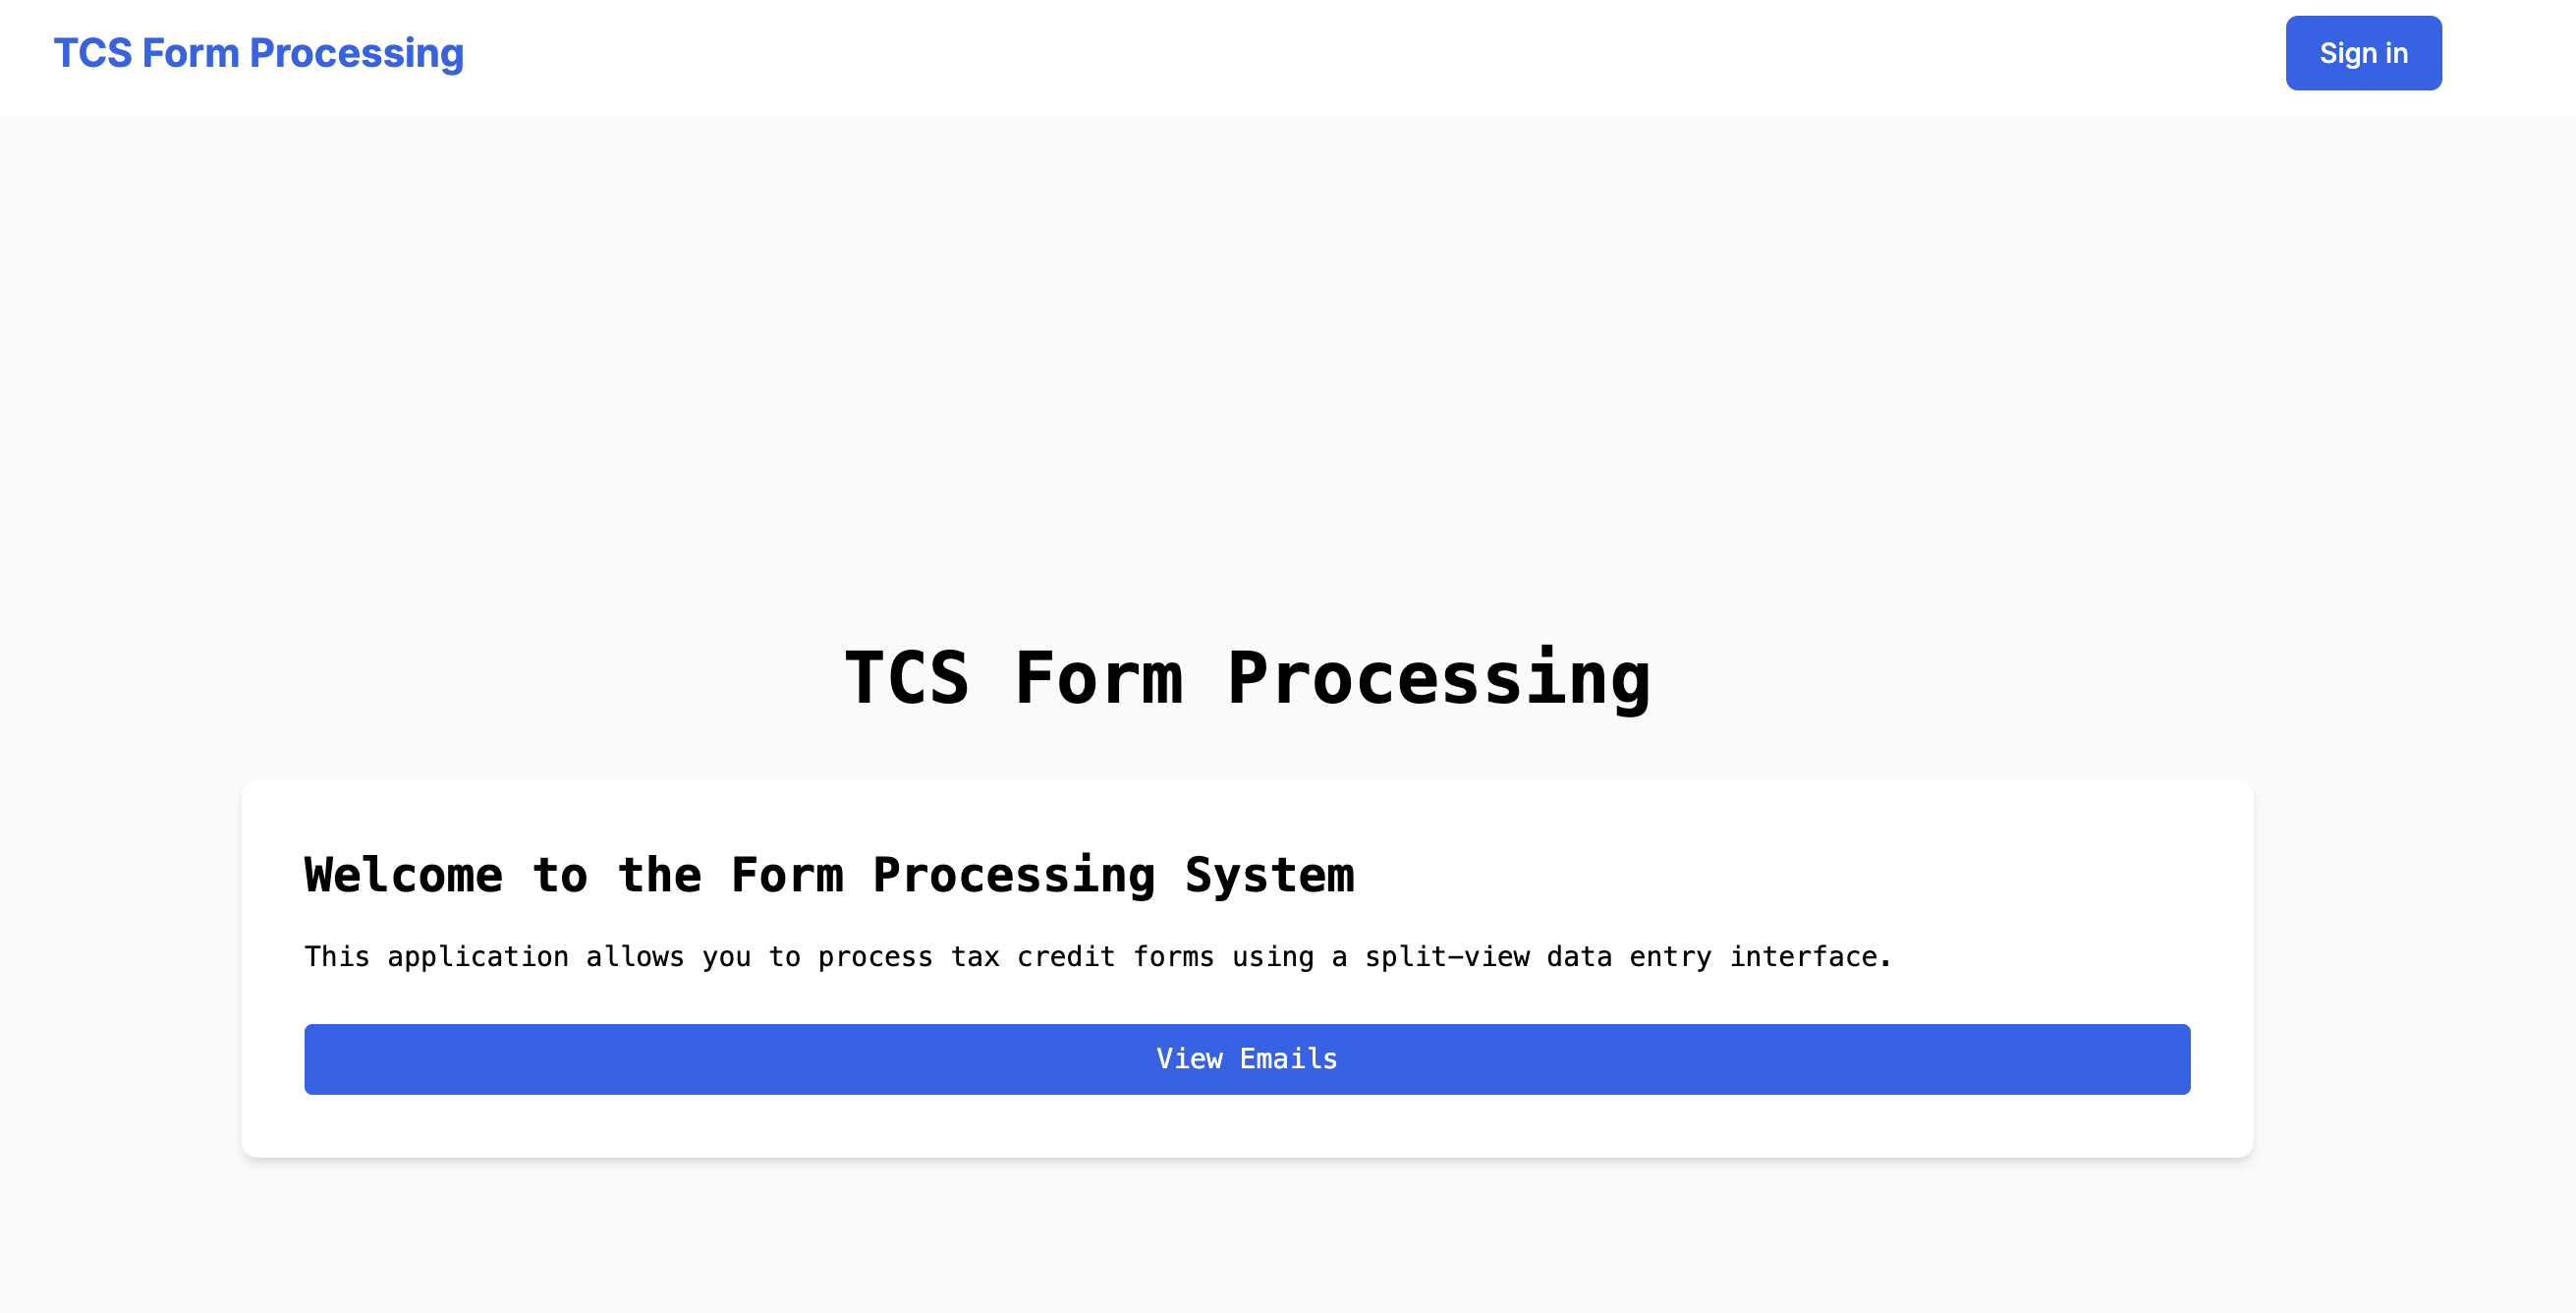 TCS Form Processing
Sign in
TCS Form Processing
Welcome to the Form Processing System
This application allows you to process tax credit forms using a split-view data entry interface.
View Emails